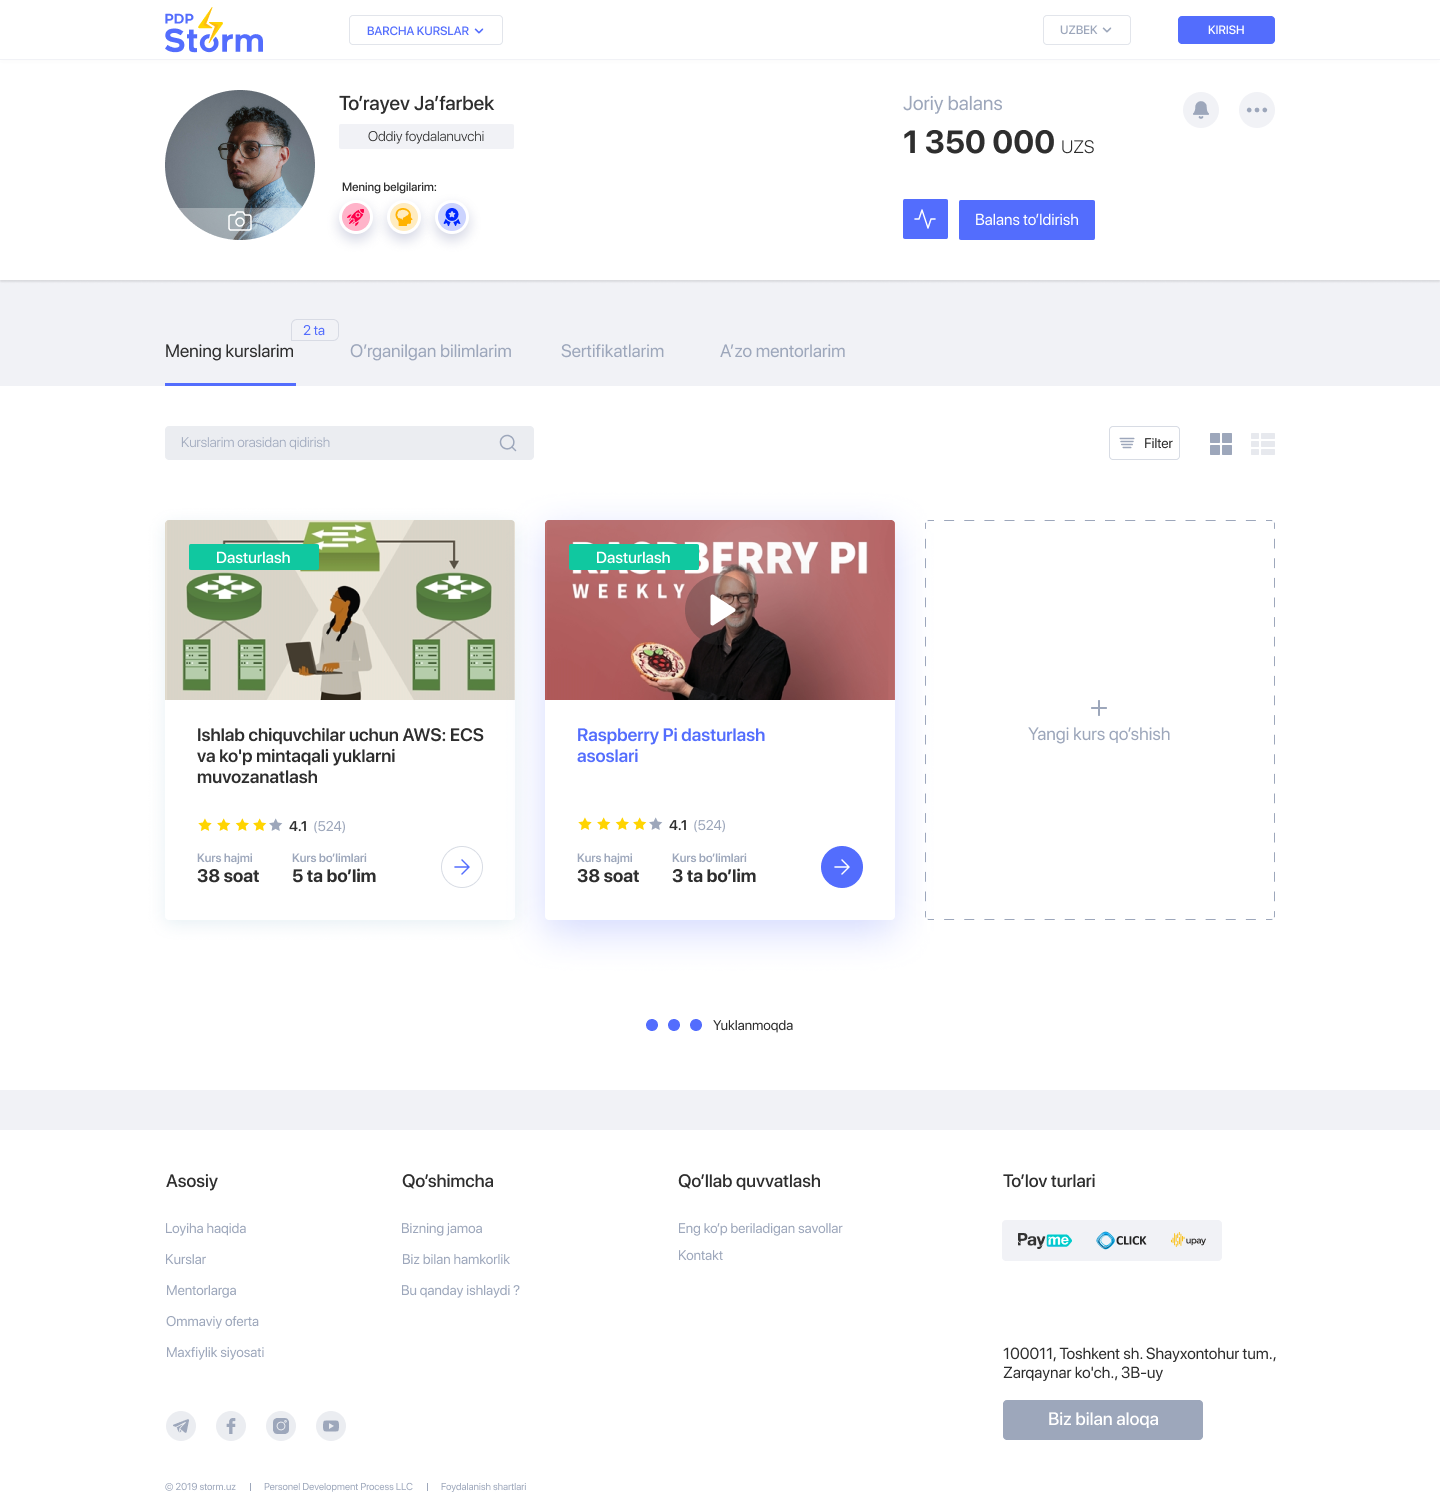 PDP
Storm
BARCHA KURSLAR
UZBEK
KIRISH
To‘rayev Ja‘farbek
Oddiy foydalanuvchi
Mening belgilarim:
Joriy balans
1 350 000 UZS
Balans to‘ldirish
2 ta
Mening kurslarim
O‘rganilgan bilimlarim
Sertifikatlarim
A‘zo mentorlarim
Kurslarim orasidan qidirish
Filter
Dasturlash
Ishlab chiquvchilar uchun AWS: ECS
va ko'p mintaqali yuklarni
muvozanatlash
4.1 (524)
Kurs hajmi
38 soat
Kurs bo‘limlari
5 ta bo‘lim
RASPBERRY PI
WEEKLY
Dasturlash
Raspberry Pi dasturlash
asoslari
4.1 (524)
Kurs hajmi
38 soat
Kurs bo‘limlari
3 ta bo‘lim
Yangi kurs qo‘shish
Yuklanmoqda
Asosiy
Loyiha haqida
Kurslar
Mentorlarga
Ommaviy oferta
Maxfiylik siyosati
Qo‘shimcha
Bizning jamoa
Biz bilan hamkorlik
Bu qanday ishlaydi ?
Qo‘llab quvvatlash
Eng ko‘p beriladigan savollar
Kontakt
To‘lov turlari
Payme
CLICK
upay
100011, Toshkent sh. Shayxontohur tum.,
Zarqaynar ko'ch., 3B-uy
Biz bilan aloqa
© 2019 storm.uz | Personel Development Process LLC | Foydalanish shartlari